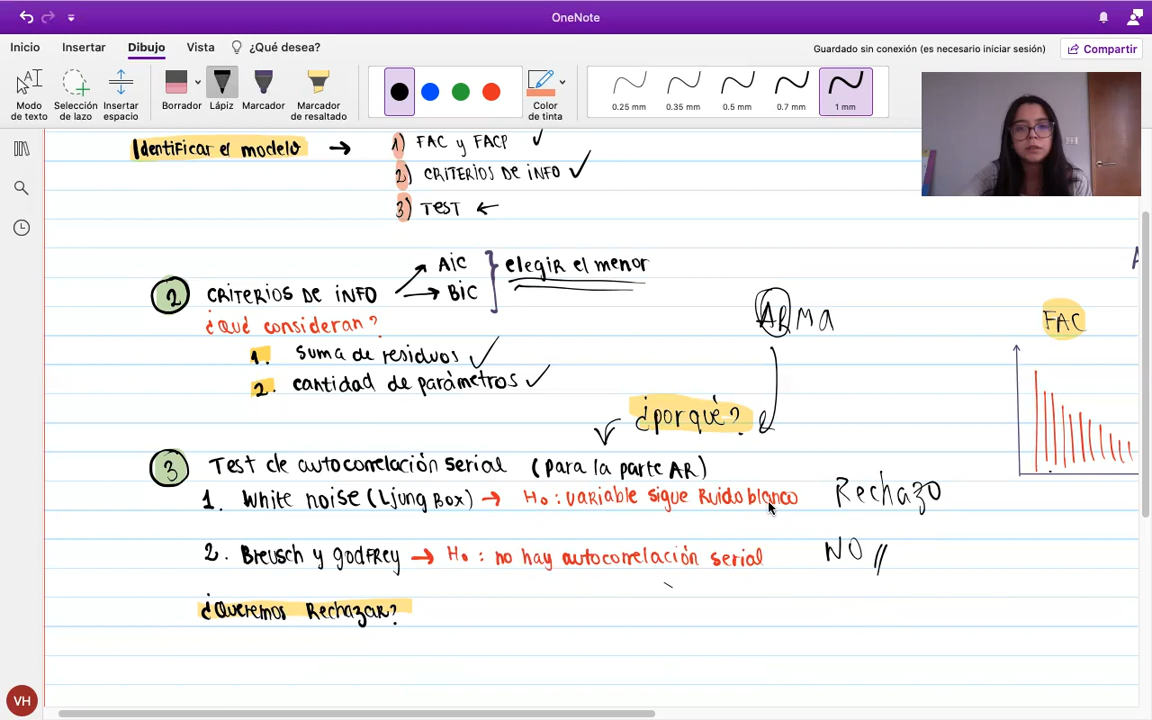 OneNote
Inicio Insertar Dibujo Vista ¿Qué desea?
Guardado sin conexión (es necesario iniciar sesión) Compartir
Modo de texto
Selección de lazo
Insertar espacio
Borrador
Lápiz
Marcador
Marcador de resaltado
Color de tinta
0.25 mm 0.35 mm 0.5 mm 0.7 mm 1 mm
Identificar el modelo → 1) FAC y FACP ✓
2) CRITERIOS DE INFO ✓
3) TEST ←
2 CRITERIOS DE INFO → AIC
→ BIC
elegir el menor
¿Qué consideran?
1. Suma de residuos ✓
2. cantidad de parámetros ✓
ARMA
FAC
¿porqué?
3 Test de autocorrelación serial (para la parte AR)
1. White noise (Ljung Box) → Ho: variable sigue Ruido blanco Rechazo
2. Breusch y godfrey → Ho: no hay autocorrelación serial NO //
¿Queremos Rechazar?
VH